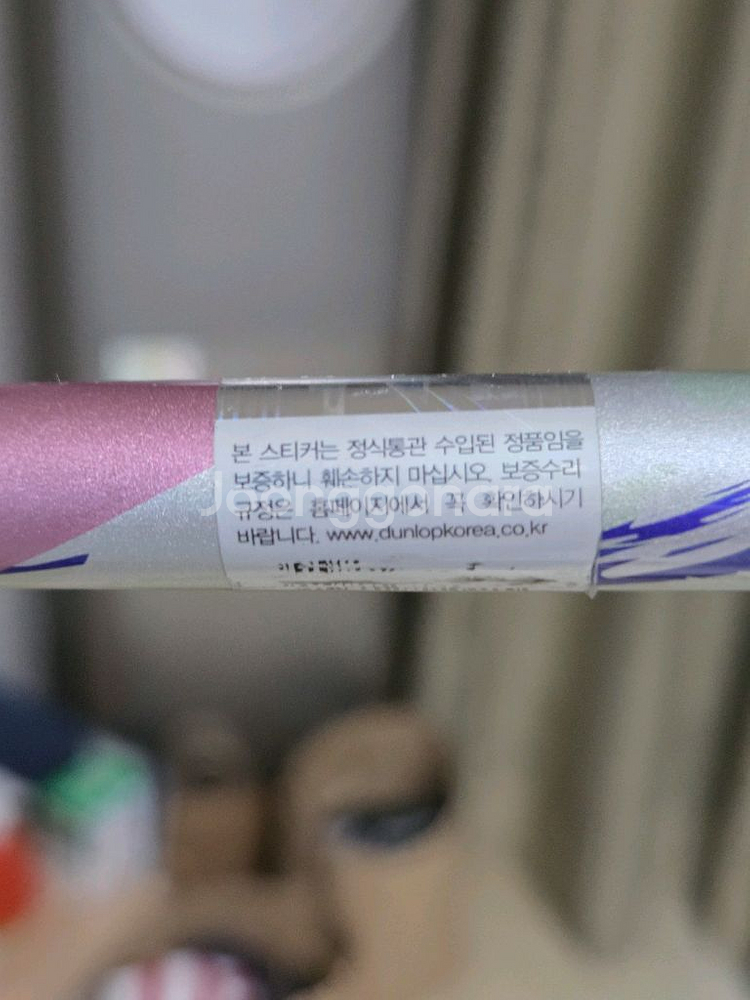 본 스티커는 정식통관 수입된 정품임을
보증하니 훼손하지 마십시오. 보증수리
규정은 홈페이지에서 꼭 확인하시기
바랍니다. www.dunlopkorea.co.kr
Joonggonara